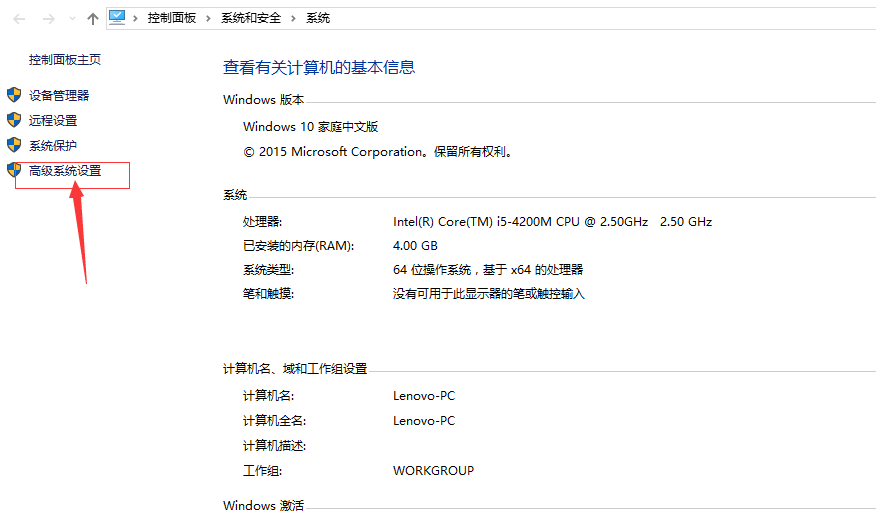 控制面板 › 系统和安全 › 系统
控制面板主页
设备管理器
远程设置
系统保护
高级系统设置
查看有关计算机的基本信息
Windows 版本
Windows 10 家庭中文版
© 2015 Microsoft Corporation。保留所有权利。
系统
处理器: Intel(R) Core(TM) i5-4200M CPU @ 2.50GHz 2.50 GHz
已安装的内存(RAM): 4.00 GB
系统类型: 64 位操作系统，基于 x64 的处理器
笔和触摸: 没有可用于此显示器的笔或触控输入
计算机名、域和工作组设置
计算机名: Lenovo-PC
计算机全名: Lenovo-PC
计算机描述:
工作组: WORKGROUP
Windows 激活